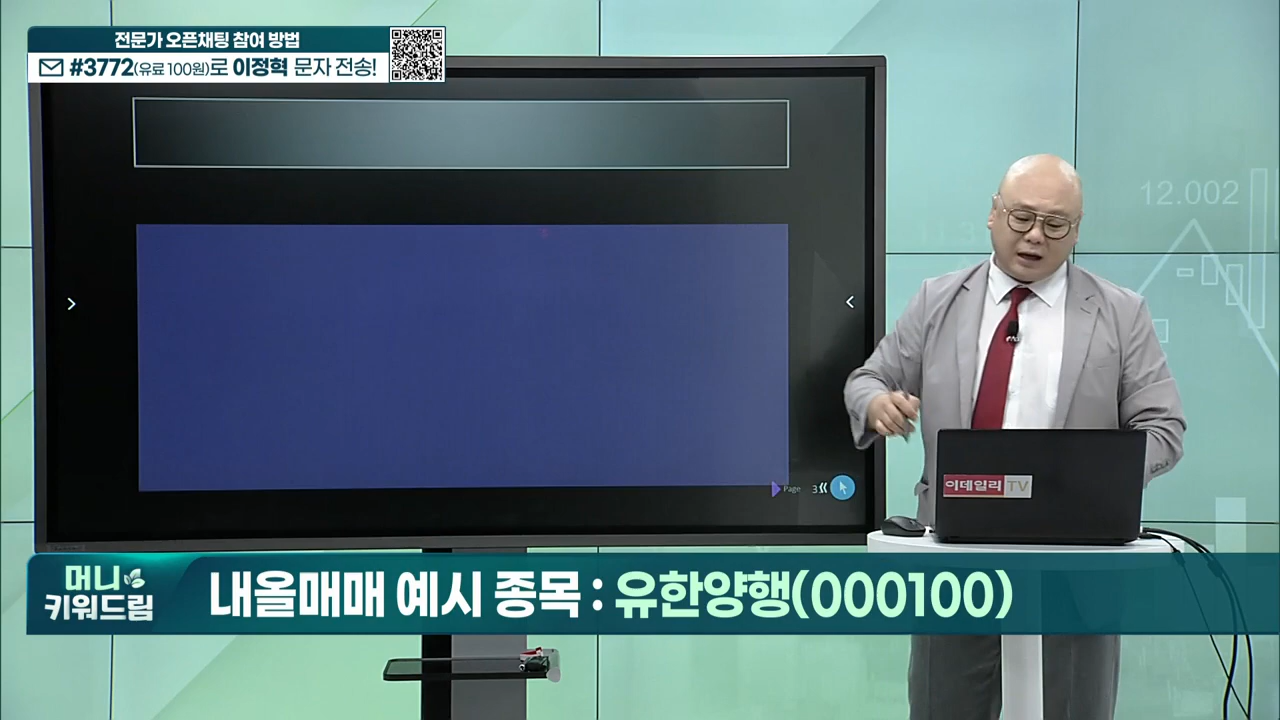 전문가 오픈채팅 참여 방법
#3772(유료 100원)로 이정혁 문자 전송!
12.002
Page 3
이데일리TV
머니
키워드림
내올매매 예시 종목 : 유한양행(000100)